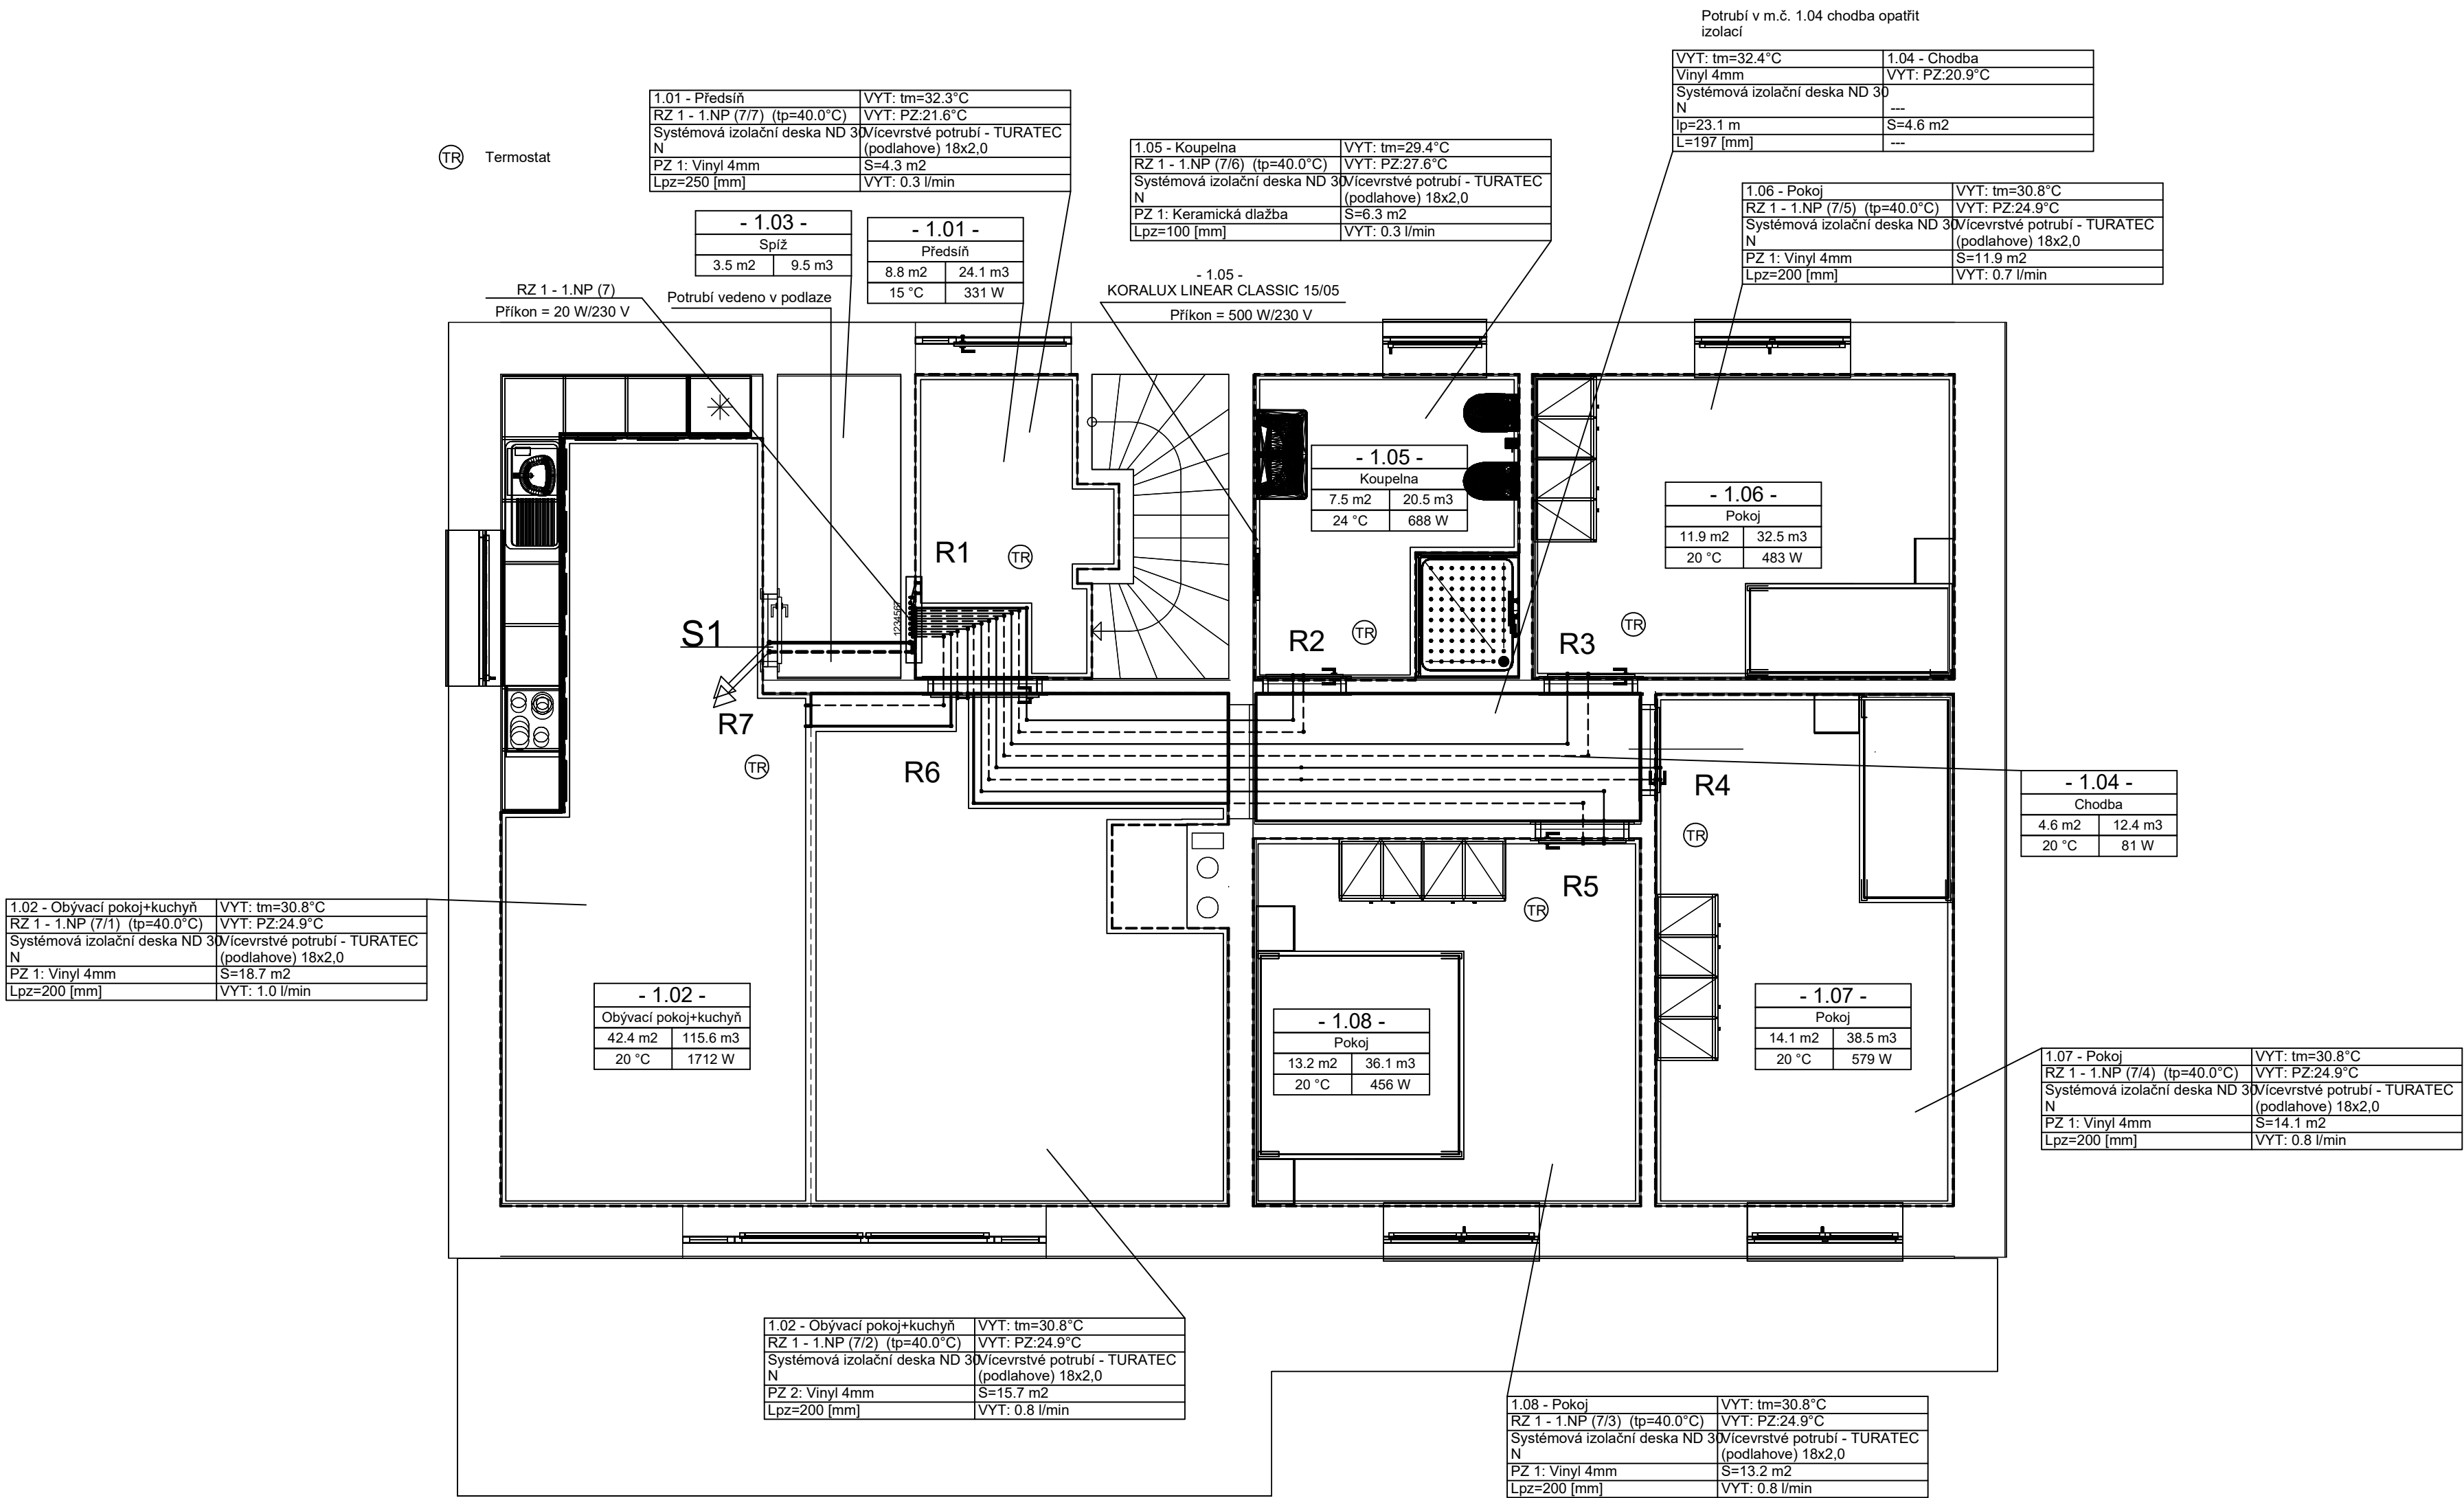 Potrubí v m.č. 1.04 chodba opatřit
izolací
VYT: tm=32.4°C 1.04 - Chodba
Vinyl 4mm VYT: PZ:20.9°C
Systémová izolační deska ND 30
N ---
lp=23.1 m S=4.6 m2
L=197 [mm] ---
1.01 - Předsíň VYT: tm=32.3°C
RZ 1 - 1.NP (7/7) (tp=40.0°C) VYT: PZ:21.6°C
Systémová izolační deska ND 30 Vícevrstvé potrubí - TURATEC
N (podlahove) 18x2,0
PZ 1: Vinyl 4mm S=4.3 m2
Lpz=250 [mm] VYT: 0.3 l/min
TR Termostat
1.05 - Koupelna VYT: tm=29.4°C
RZ 1 - 1.NP (7/6) (tp=40.0°C) VYT: PZ:27.6°C
Systémová izolační deska ND 30 Vícevrstvé potrubí - TURATEC
N (podlahove) 18x2,0
PZ 1: Keramická dlažba S=6.3 m2
Lpz=100 [mm] VYT: 0.3 l/min
1.06 - Pokoj VYT: tm=30.8°C
RZ 1 - 1.NP (7/5) (tp=40.0°C) VYT: PZ:24.9°C
Systémová izolační deska ND 30 Vícevrstvé potrubí - TURATEC
N (podlahove) 18x2,0
PZ 1: Vinyl 4mm S=11.9 m2
Lpz=200 [mm] VYT: 0.7 l/min
- 1.03 -
Spíž
3.5 m2 9.5 m3
- 1.01 -
Předsíň
8.8 m2 24.1 m3
15 °C 331 W
RZ 1 - 1.NP (7)
Příkon = 20 W/230 V
Potrubí vedeno v podlaze
- 1.05 -
KORALUX LINEAR CLASSIC 15/05
Příkon = 500 W/230 V
- 1.05 -
Koupelna
7.5 m2 20.5 m3
24 °C 688 W
- 1.06 -
Pokoj
11.9 m2 32.5 m3
20 °C 483 W
R1
TR
1234567
S1
R2
TR
R3
TR
R7
TR
R6
R4
TR
- 1.04 -
Chodba
4.6 m2 12.4 m3
20 °C 81 W
R5
TR
1.02 - Obývací pokoj+kuchyň VYT: tm=30.8°C
RZ 1 - 1.NP (7/1) (tp=40.0°C) VYT: PZ:24.9°C
Systémová izolační deska ND 30 Vícevrstvé potrubí - TURATEC
N (podlahove) 18x2,0
PZ 1: Vinyl 4mm S=18.7 m2
Lpz=200 [mm] VYT: 1.0 l/min
- 1.02 -
Obývací pokoj+kuchyň
42.4 m2 115.6 m3
20 °C 1712 W
- 1.08 -
Pokoj
13.2 m2 36.1 m3
20 °C 456 W
- 1.07 -
Pokoj
14.1 m2 38.5 m3
20 °C 579 W
1.07 - Pokoj VYT: tm=30.8°C
RZ 1 - 1.NP (7/4) (tp=40.0°C) VYT: PZ:24.9°C
Systémová izolační deska ND 30 Vícevrstvé potrubí - TURATEC
N (podlahove) 18x2,0
PZ 1: Vinyl 4mm S=14.1 m2
Lpz=200 [mm] VYT: 0.8 l/min
1.02 - Obývací pokoj+kuchyň VYT: tm=30.8°C
RZ 1 - 1.NP (7/2) (tp=40.0°C) VYT: PZ:24.9°C
Systémová izolační deska ND 30 Vícevrstvé potrubí - TURATEC
N (podlahove) 18x2,0
PZ 2: Vinyl 4mm S=15.7 m2
Lpz=200 [mm] VYT: 0.8 l/min
1.08 - Pokoj VYT: tm=30.8°C
RZ 1 - 1.NP (7/3) (tp=40.0°C) VYT: PZ:24.9°C
Systémová izolační deska ND 30 Vícevrstvé potrubí - TURATEC
N (podlahove) 18x2,0
PZ 1: Vinyl 4mm S=13.2 m2
Lpz=200 [mm] VYT: 0.8 l/min